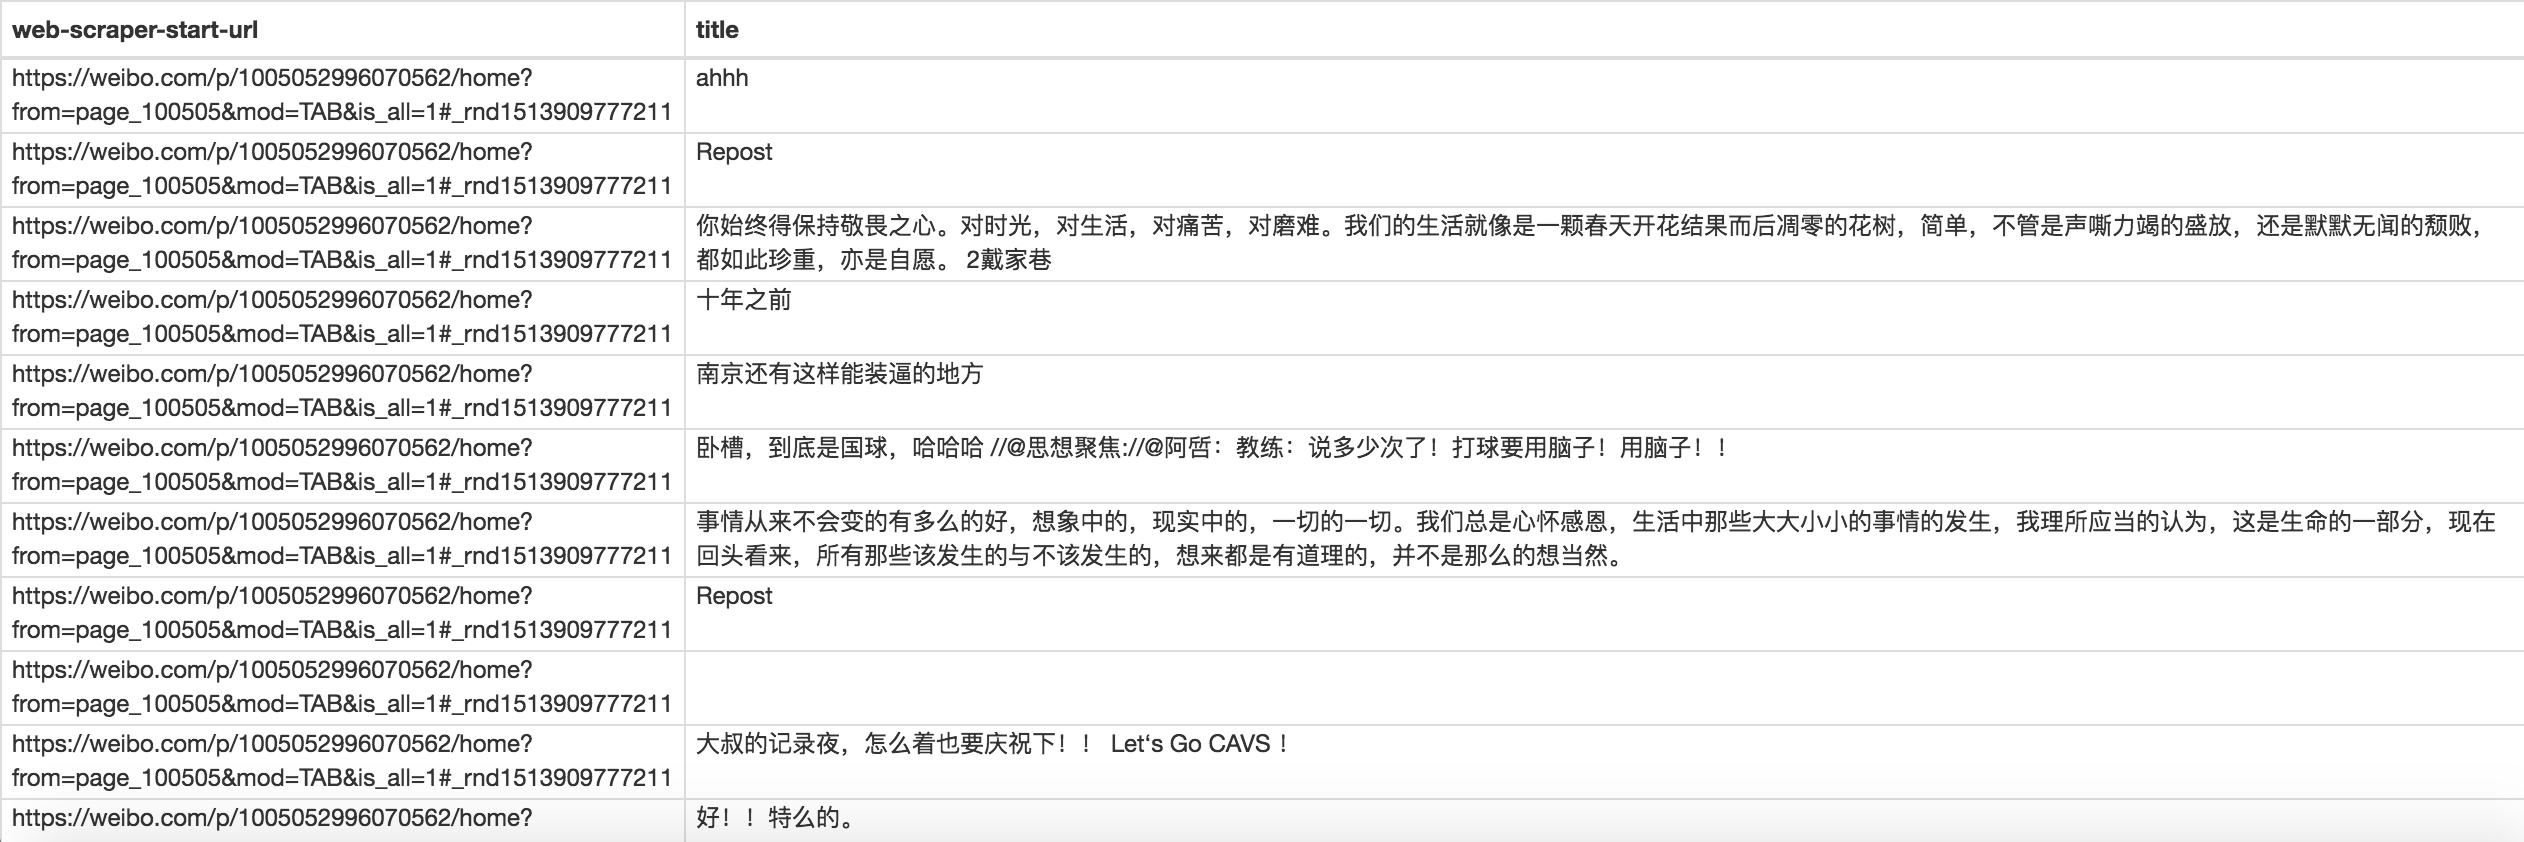 web-scraper-start-url title
https://weibo.com/p/1005052996070562/home? ahhh
from=page_100505&mod=TAB&is_all=1#_rnd1513909777211
https://weibo.com/p/1005052996070562/home? Repost
from=page_100505&mod=TAB&is_all=1#_rnd1513909777211
https://weibo.com/p/1005052996070562/home? 你始终得保持敬畏之心。对时光，对生活，对痛苦，对磨难。我们的生活就像是一颗春天开花结果而后凋零的花树，简单，不管是声嘶力竭的盛放，还是默默无闻的颓败，
from=page_100505&mod=TAB&is_all=1#_rnd1513909777211 都如此珍重，亦是自愿。 2戴家巷
https://weibo.com/p/1005052996070562/home? 十年之前
from=page_100505&mod=TAB&is_all=1#_rnd1513909777211
https://weibo.com/p/1005052996070562/home? 南京还有这样能装逼的地方
from=page_100505&mod=TAB&is_all=1#_rnd1513909777211
https://weibo.com/p/1005052996070562/home? 卧槽，到底是国球，哈哈哈 //@思想聚焦://@阿哲：教练：说多少次了！打球要用脑子！用脑子！！
from=page_100505&mod=TAB&is_all=1#_rnd1513909777211
https://weibo.com/p/1005052996070562/home? 事情从来不会变的有多么的好，想象中的，现实中的，一切的一切。我们总是心怀感恩，生活中那些大大小小的事情的发生，我理所应当的认为，这是生命的一部分，现在
from=page_100505&mod=TAB&is_all=1#_rnd1513909777211 回头看来，所有那些该发生的与不该发生的，想来都是有道理的，并不是那么的想当然。
https://weibo.com/p/1005052996070562/home? Repost
from=page_100505&mod=TAB&is_all=1#_rnd1513909777211
https://weibo.com/p/1005052996070562/home?
from=page_100505&mod=TAB&is_all=1#_rnd1513909777211
https://weibo.com/p/1005052996070562/home? 大叔的记录夜，怎么着也要庆祝下！！ Let‘s Go CAVS！
from=page_100505&mod=TAB&is_all=1#_rnd1513909777211
https://weibo.com/p/1005052996070562/home? 好！！特么的。